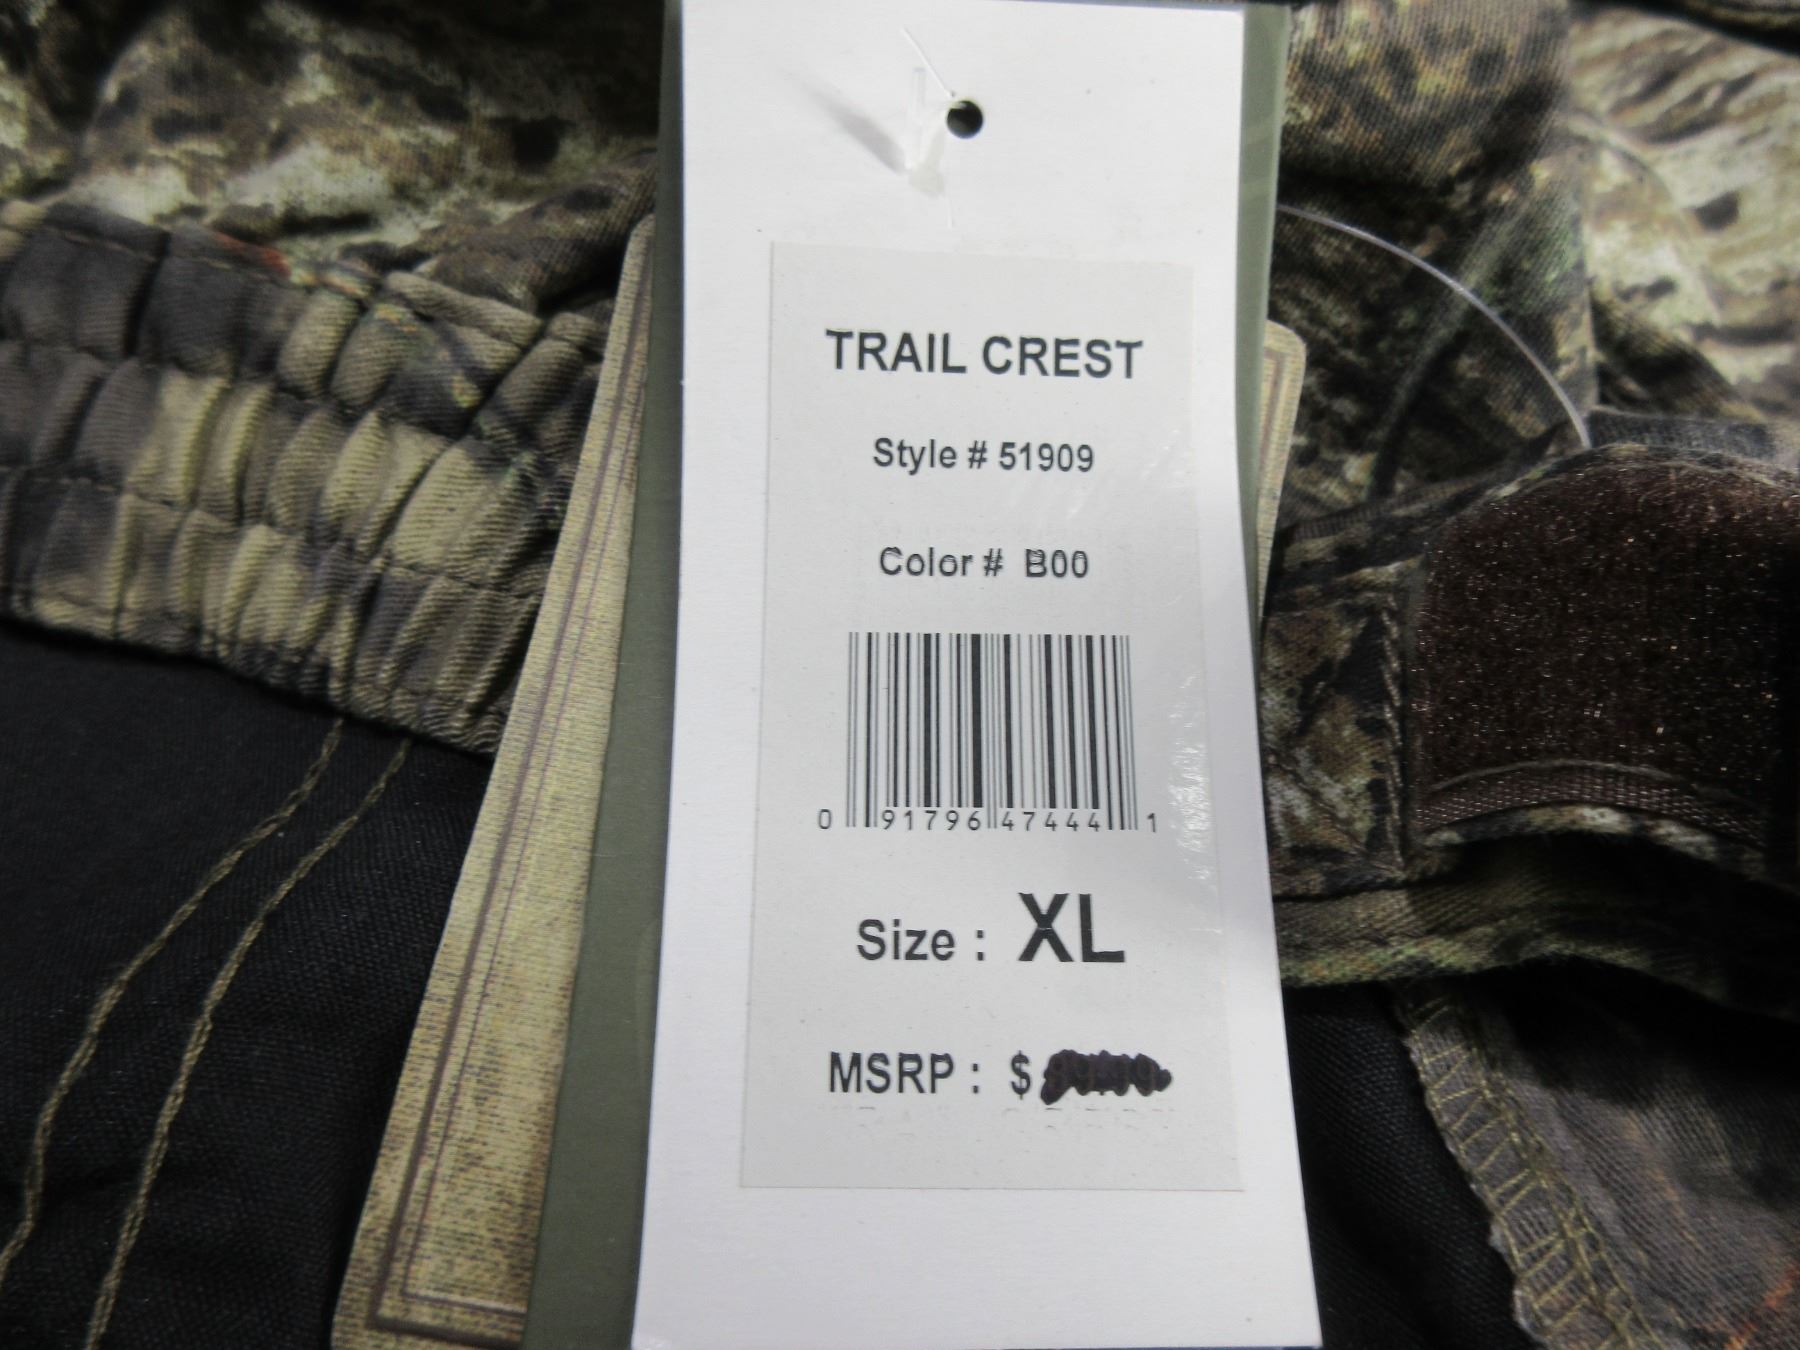 TRAIL CREST
Style # 51909
Color # B00
0 91796 47444 1
Size : XL
MSRP : $